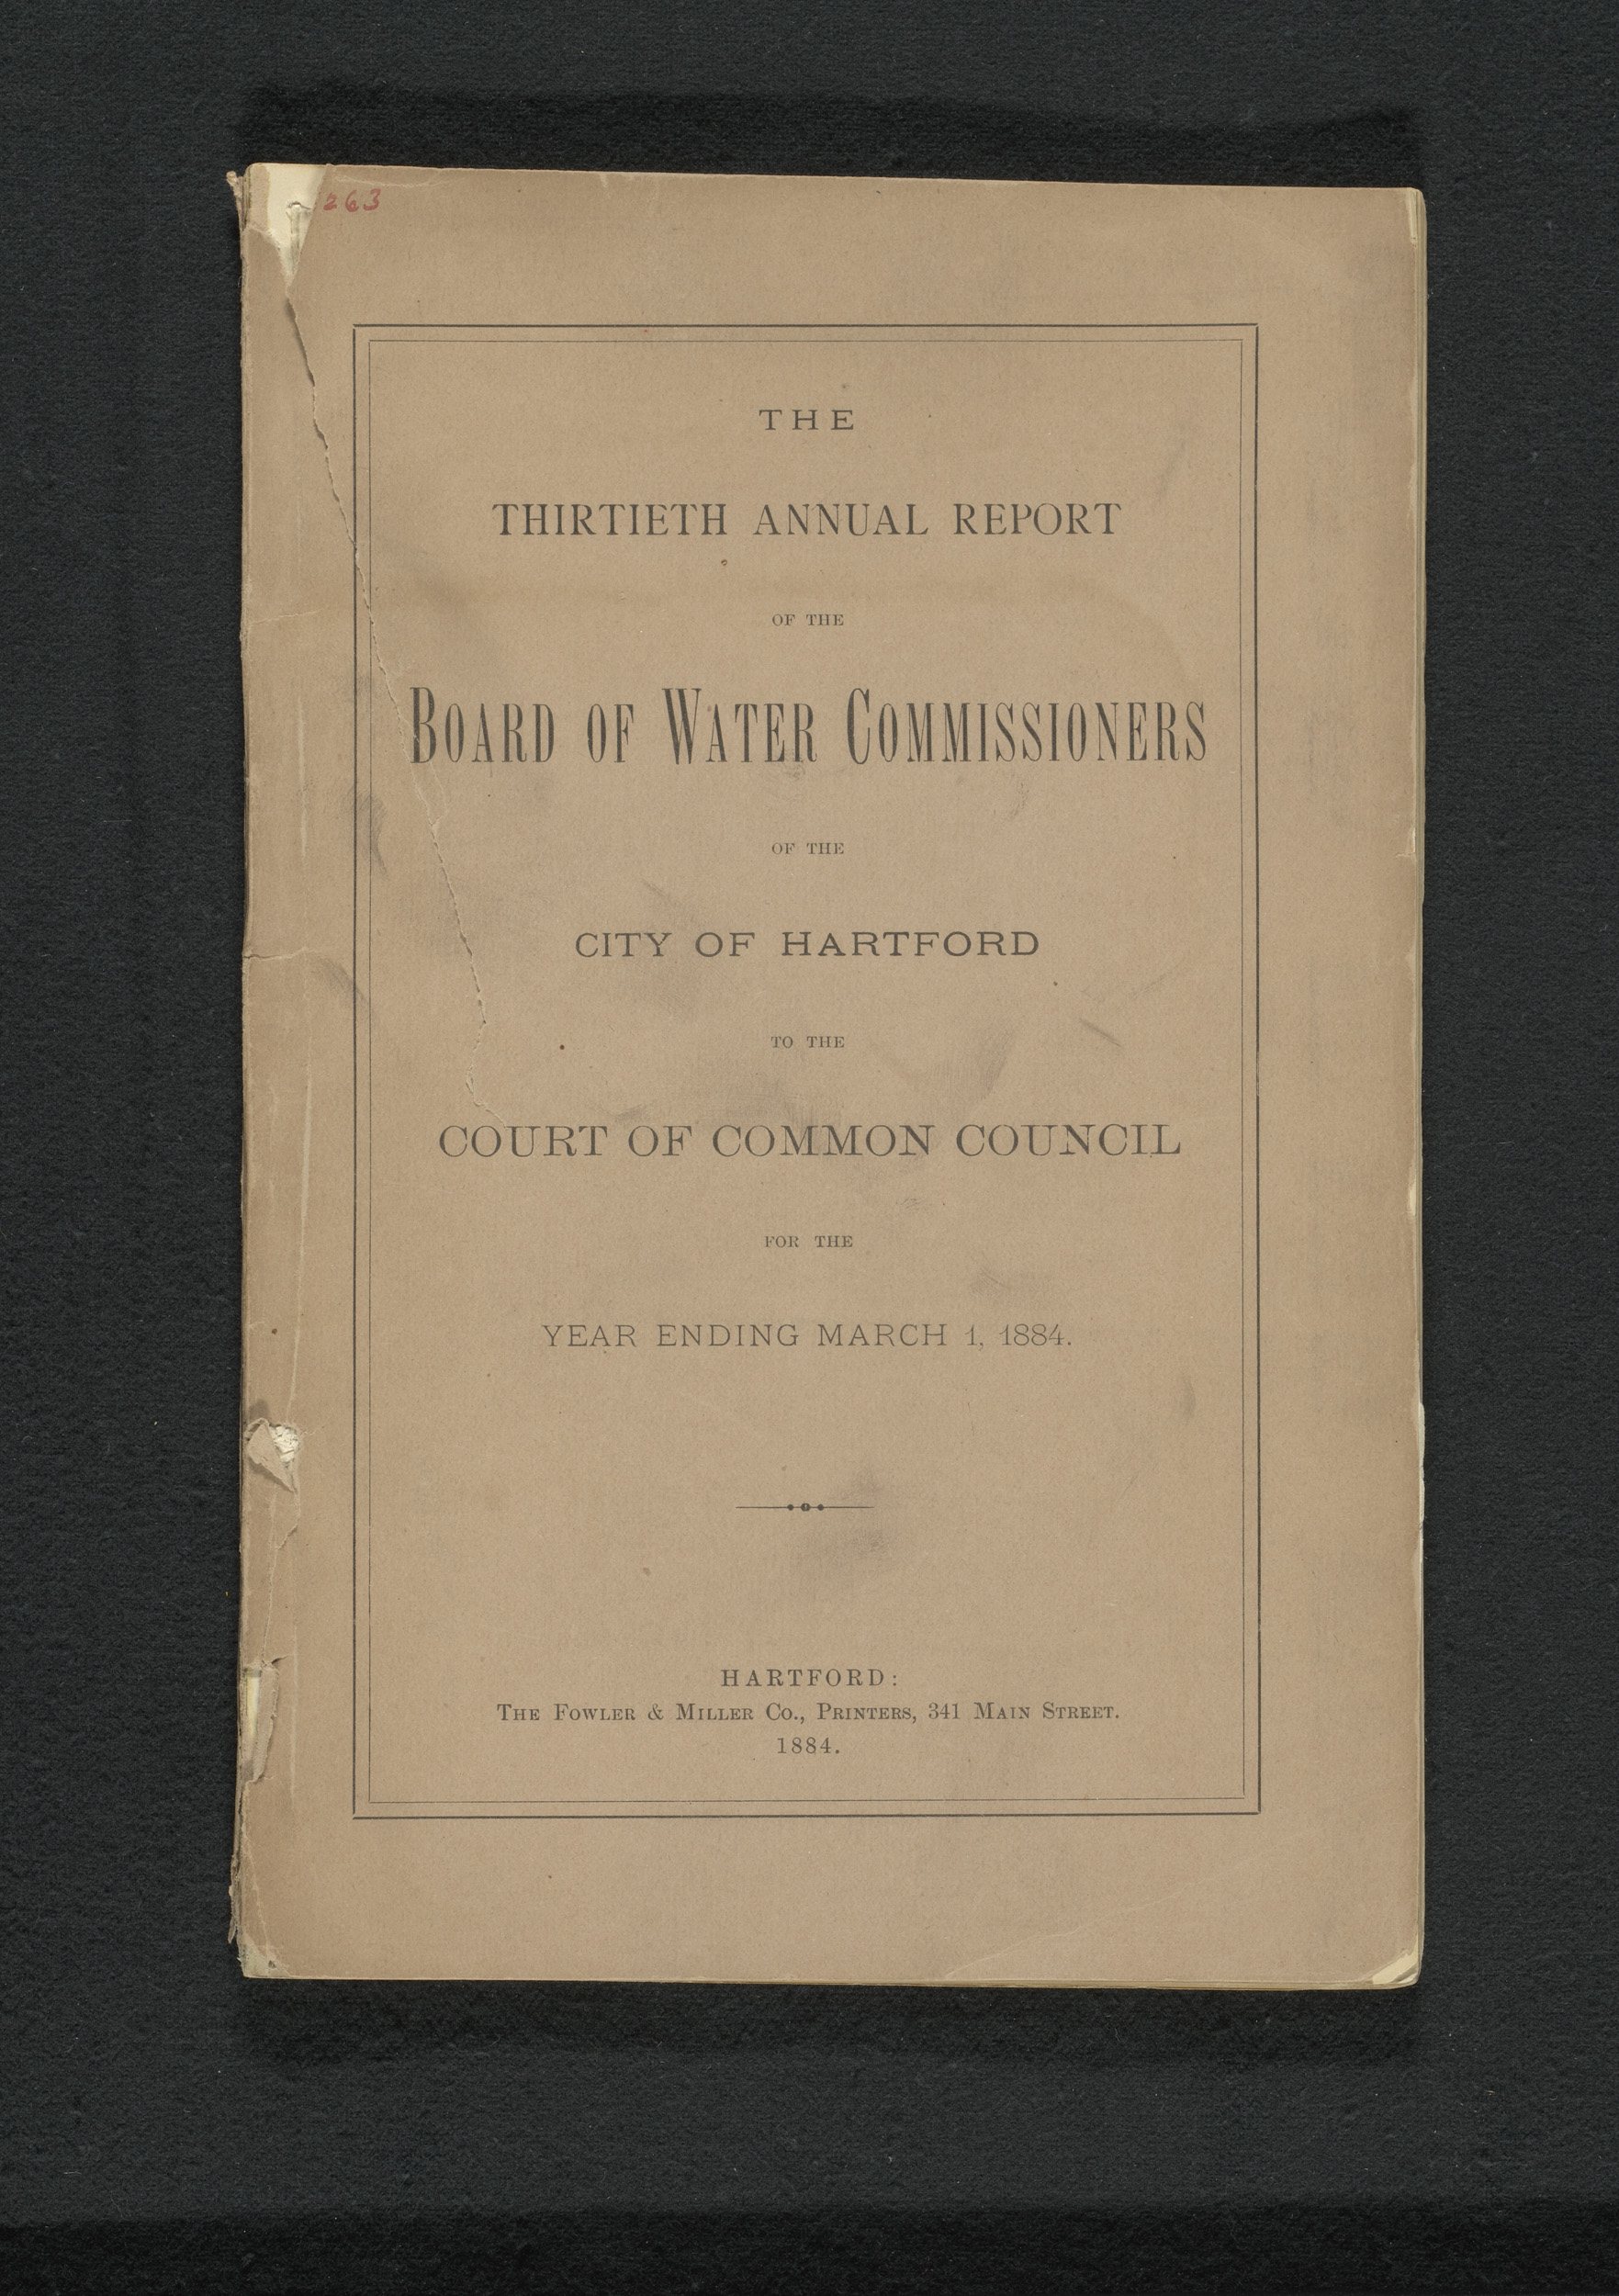 263
THE
THIRTIETH ANNUAL REPORT
OF THE
BOARD OF WATER COMMISSIONERS
OF THE
CITY OF HARTFORD
TO THE
COURT OF COMMON COUNCIL
FOR THE
YEAR ENDING MARCH 1, 1884.
HARTFORD:
THE FOWLER & MILLER CO., PRINTERS, 341 MAIN STREET.
1884.